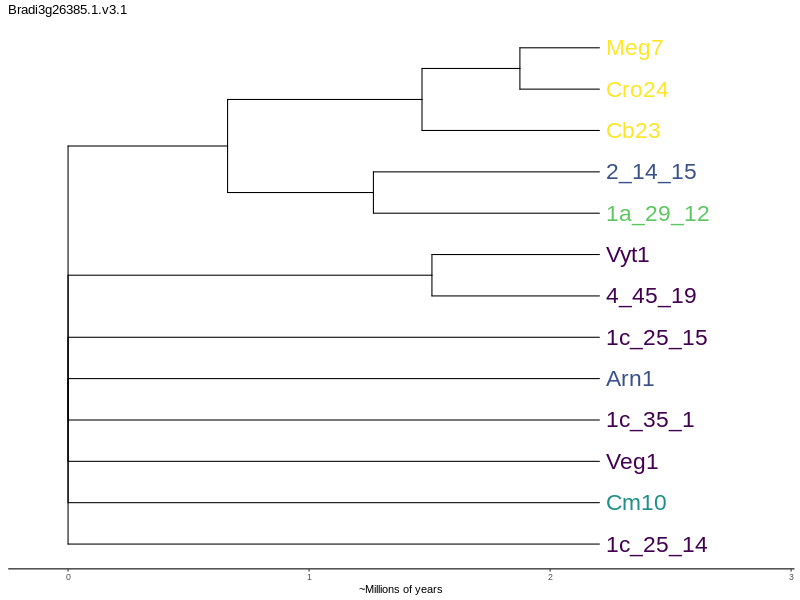 Bradi3g26385.1.v3.1
Meg7
Cro24
Cb23
2_14_15
1a_29_12
Vyt1
4_45_19
1c_25_15
Arn1
1c_35_1
Veg1
Cm10
1c_25_14
0 1 2 3
~Millions of years